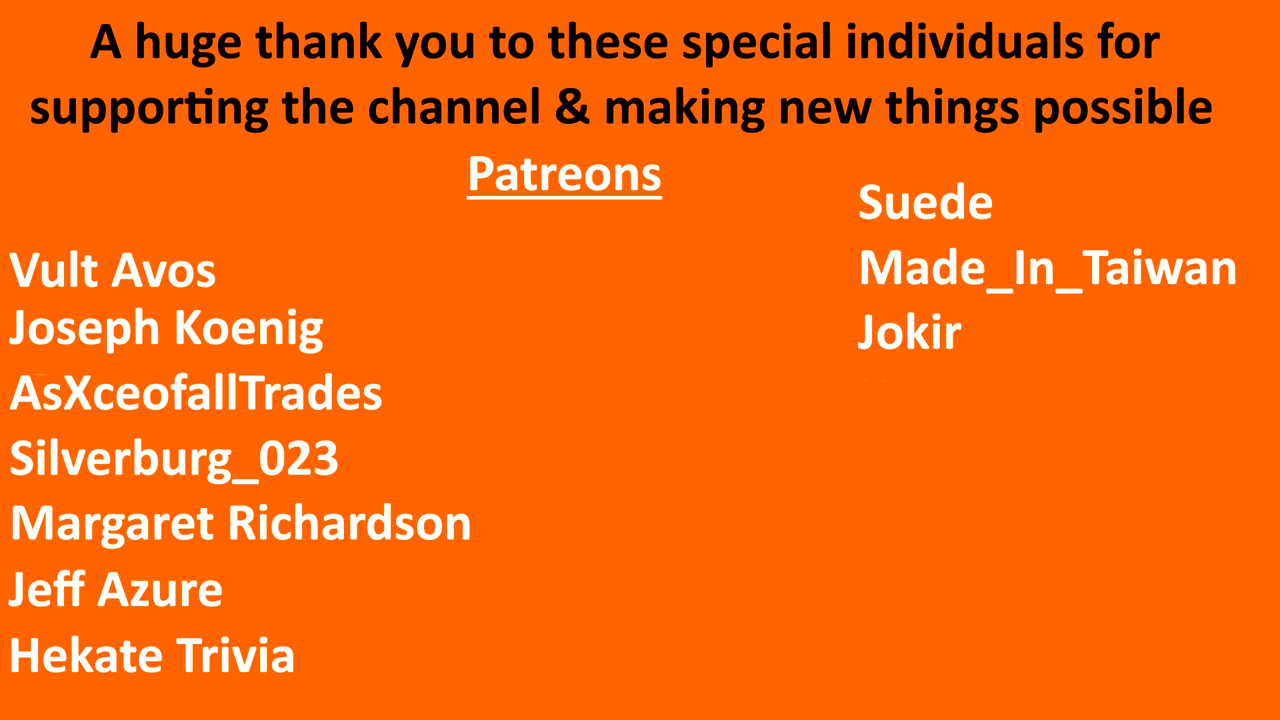 A huge thank you to these special individuals for
supporting the channel & making new things possible
Patreons
Vult Avos
Joseph Koenig
AsXceofallTrades
Silverburg_023
Margaret Richardson
Jeff Azure
Hekate Trivia
Suede
Made_In_Taiwan
Jokir